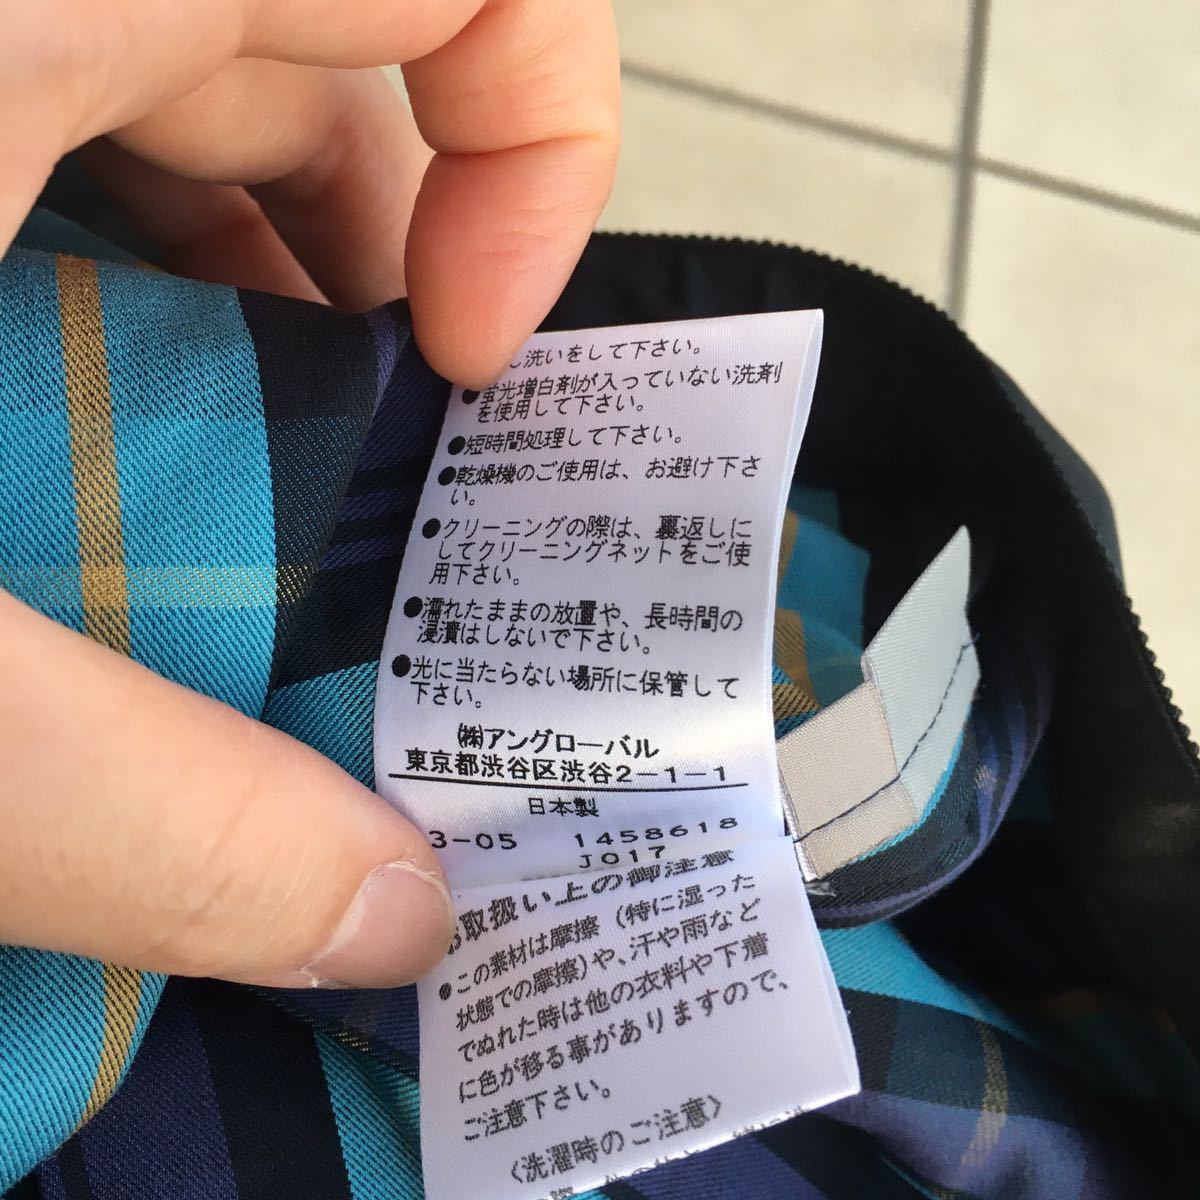 し洗いをして下さい。
●蛍光増白剤が入っていない洗剤
を使用して下さい。
●短時間処理して下さい。
●乾燥機のご使用は、お避け下さ
い。
●クリーニングの際は、裏返しに
してクリーニングネットをご使
用下さい。
●濡れたままの放置や、長時間の
浸漬はしないで下さい。
●光に当たらない場所に保管して
下さい。
㈱アングローバル
東京都渋谷区渋谷2-1-1
日本製
3-05 1458618
J017
お取扱い上の御注意
●この素材は摩擦(特に湿った
状態での摩擦)や、汗や雨など
でぬれた時は他の衣料や下着
に色が移る事がありますので、
ご注意下さい。
〈洗濯時のご注意〉